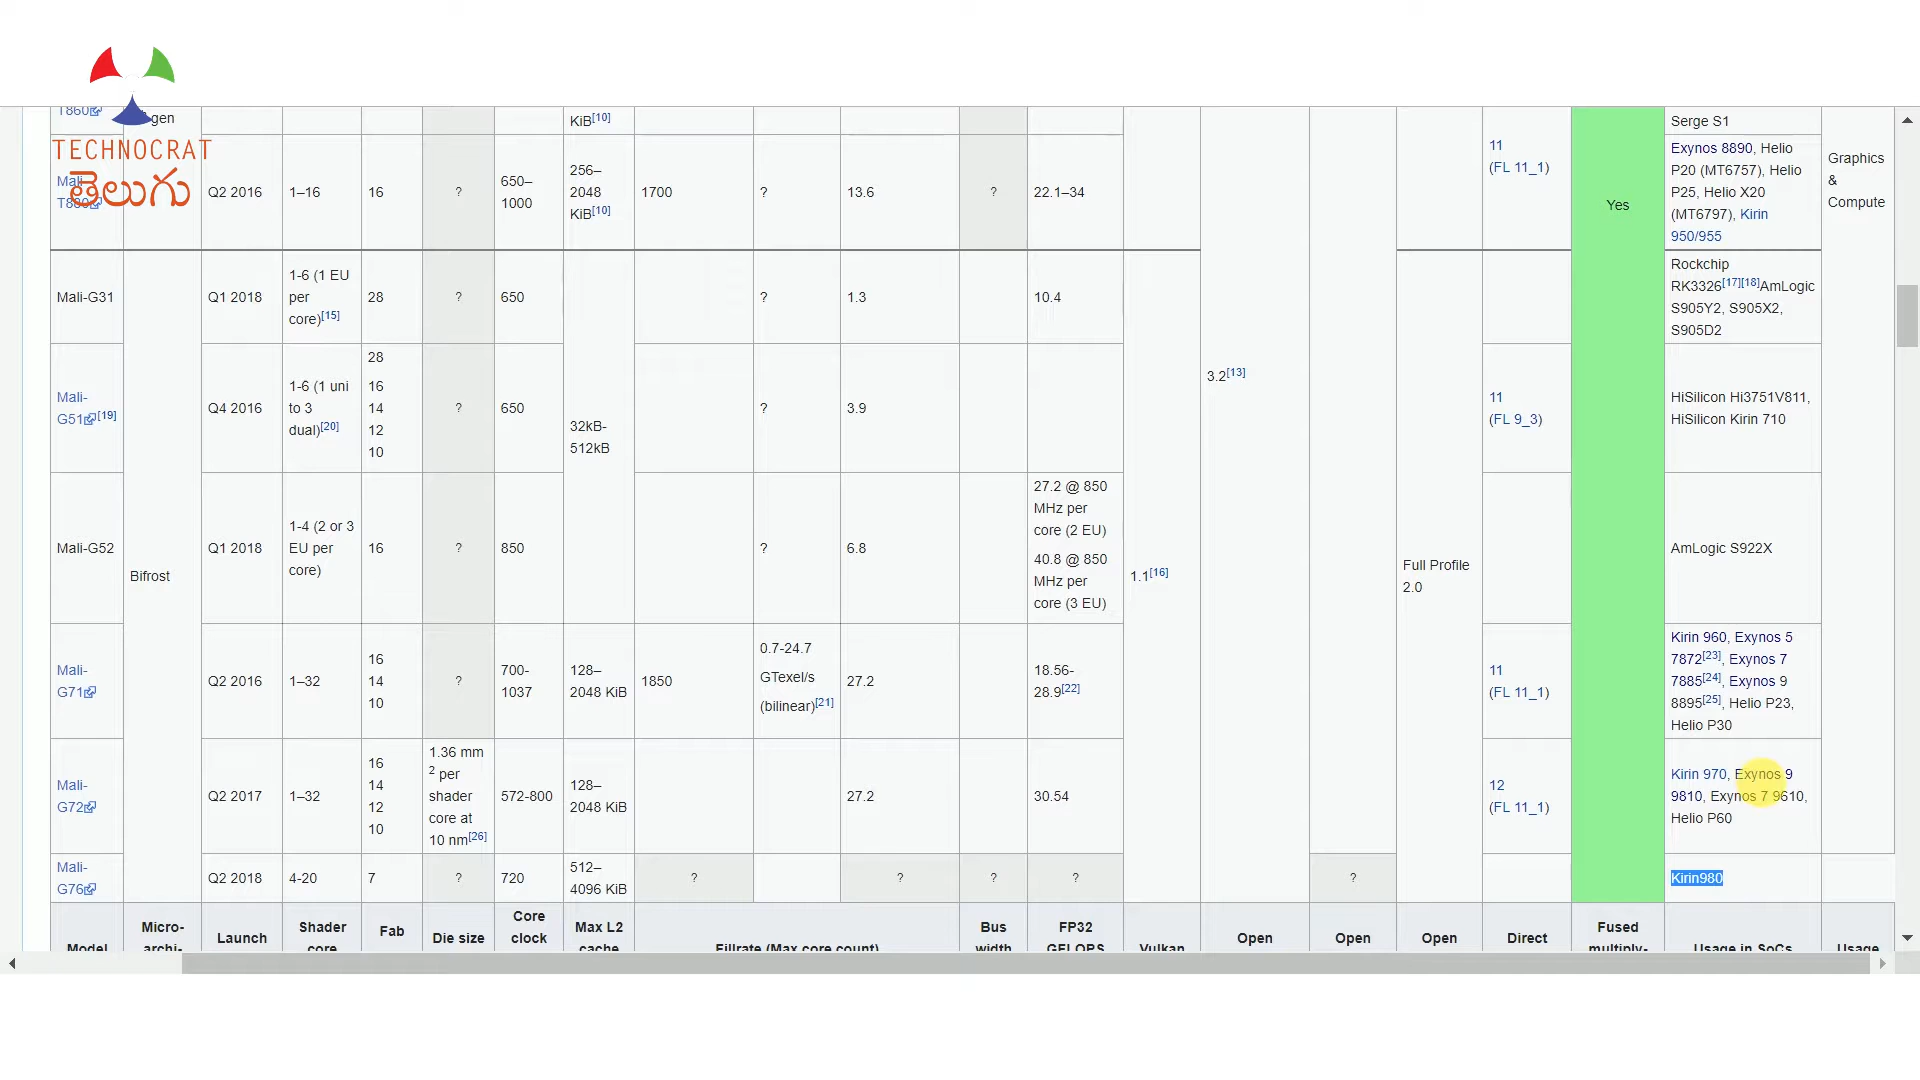 TECHNOCRAT
తెలుగు
T860
gen
KiB[10]
11
(FL 11_1)
Yes
Serge S1
Graphics
&
Compute
Mali-
T880
Q2 2016
1–16
16
?
650–
1000
256–
2048
KiB[10]
1700
?
13.6
?
22.1–34
Exynos 8890, Helio
P20 (MT6757), Helio
P25, Helio X20
(MT6797), Kirin
950/955
Mali-G31
Bifrost
Q1 2018
1-6 (1 EU
per
core)[15]
28
?
650
32kB-
512kB
?
1.3
10.4
1.1[16]
3.2[13]
Full Profile
2.0
Rockchip
RK3326[17][18]AmLogic
S905Y2, S905X2,
S905D2
Mali-
G51[19]
Q4 2016
1-6 (1 uni
to 3
dual)[20]
28
16
14
12
10
?
650
?
3.9
11
(FL 9_3)
HiSilicon Hi3751V811,
HiSilicon Kirin 710
Mali-G52
Q1 2018
1-4 (2 or 3
EU per
core)
16
?
850
?
6.8
27.2 @ 850
MHz per
core (2 EU)
40.8 @ 850
MHz per
core (3 EU)
AmLogic S922X
Mali-
G71
Q2 2016
1–32
16
14
10
?
700-
1037
128–
2048 KiB
1850
0.7-24.7
GTexel/s
(bilinear)[21]
27.2
18.56-
28.9[22]
11
(FL 11_1)
Kirin 960, Exynos 5
7872[23], Exynos 7
7885[24], Exynos 9
8895[25], Helio P23,
Helio P30
Mali-
G72
Q2 2017
1–32
16
14
12
10
1.36 mm
2 per
shader
core at
10 nm[26]
572-800
128–
2048 KiB
27.2
30.54
12
(FL 11_1)
Kirin 970, Exynos 9
9810, Exynos 7 9610,
Helio P60
Mali-
G76
Q2 2018
4-20
7
?
720
512–
4096 KiB
?
?
?
?
?
Kirin980
Model
Micro-
archi-
Launch
Shader
core
Fab
Die size
Core
clock
Max L2
cache
Fillrate (Max core count)
Bus
width
FP32
GFLOPS
Vulkan
Open
Open
Open
Direct
Fused
multiply-
Usage in SoCs
Usage